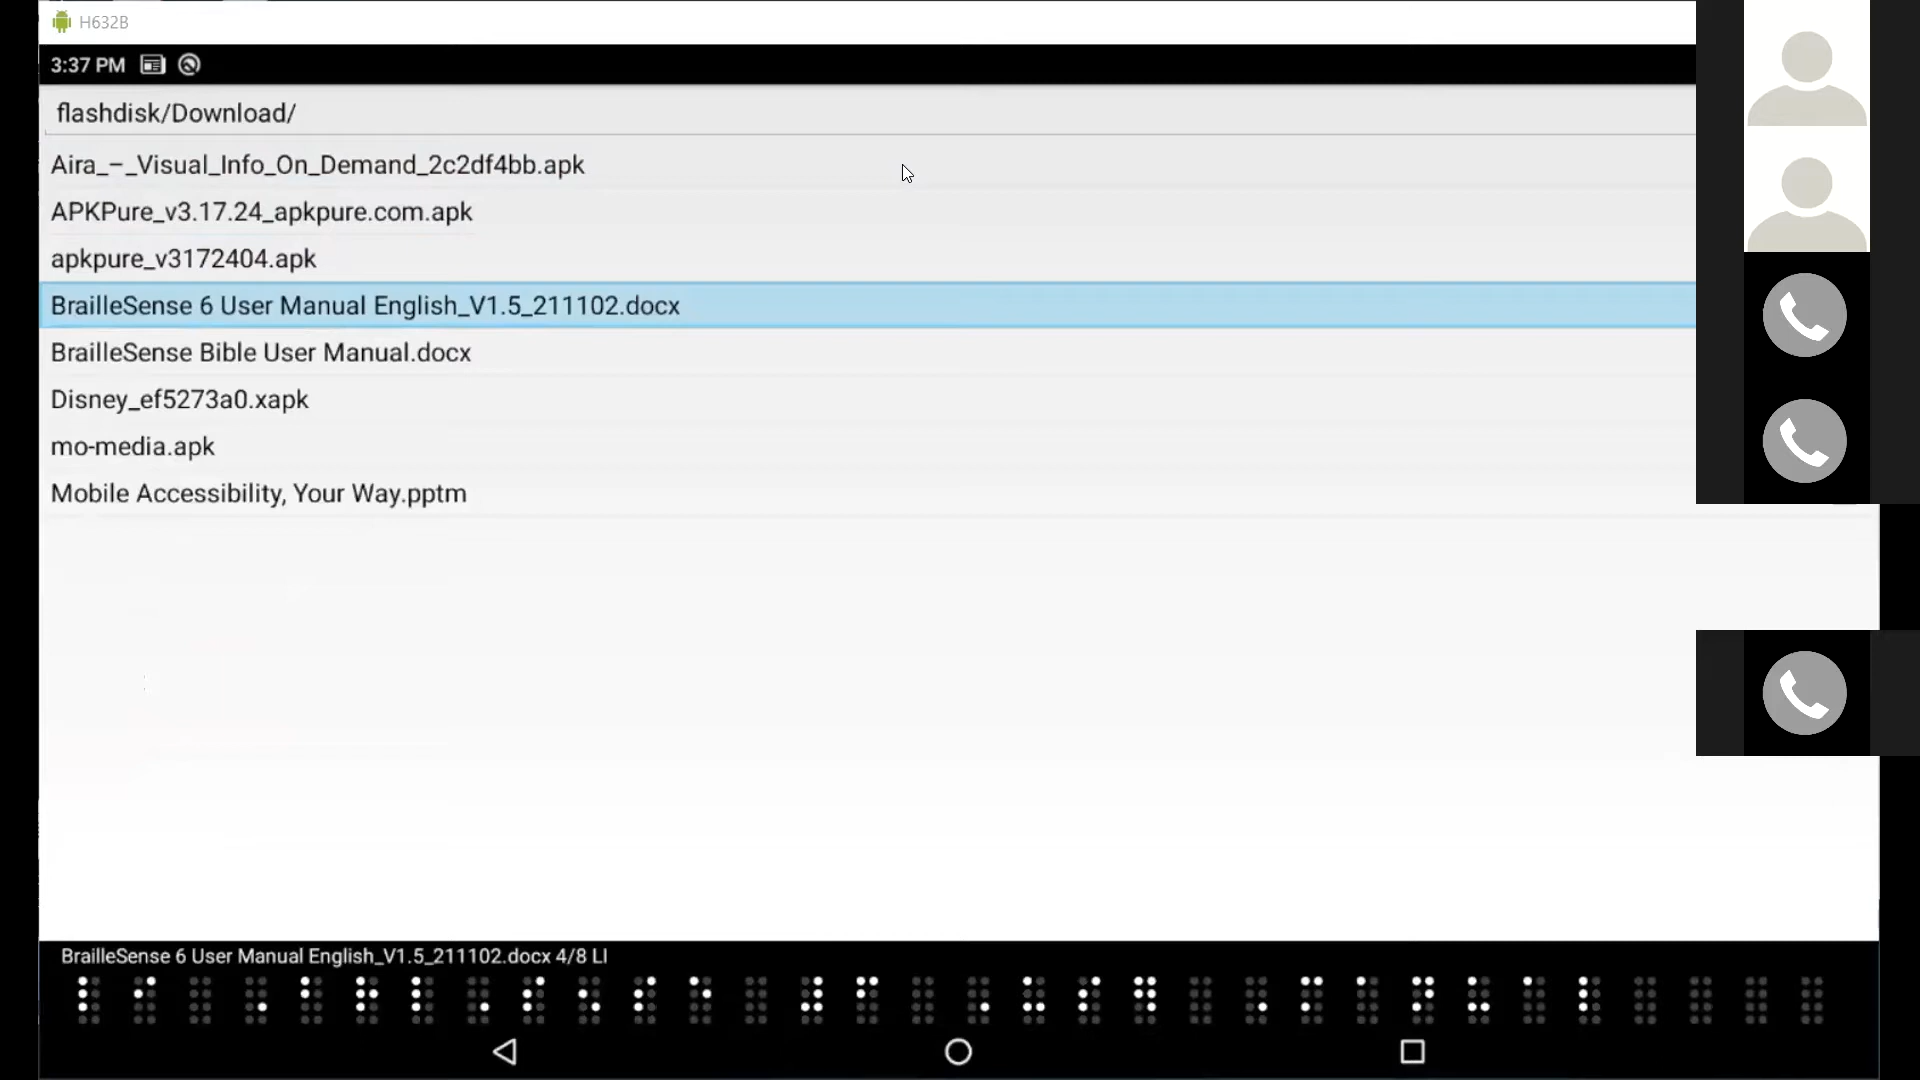 H632B
3:37 PM
flashdisk/Download/
Aira_–_Visual_Info_On_Demand_2c2df4bb.apk
APKPure_v3.17.24_apkpure.com.apk
apkpure_v3172404.apk
BrailleSense 6 User Manual English_V1.5_211102.docx
BrailleSense Bible User Manual.docx
Disney_ef5273a0.xapk
mo-media.apk
Mobile Accessibility, Your Way.pptm
BrailleSense 6 User Manual English_V1.5_211102.docx 4/8 LI